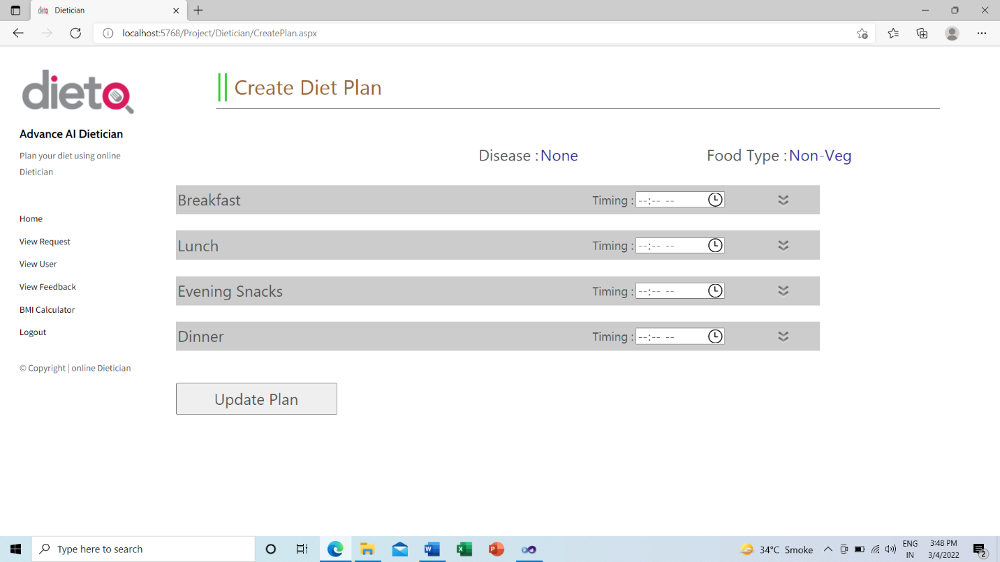 dieto Dietician
localhost:5768/Project/Dietician/CreatePlan.aspx
dieto
Advance AI Dietician
Plan your diet using online
Dietician
Home
View Request
View User
View Feedback
BMI Calculator
Logout
© Copyright | online Dietician
Create Diet Plan
Disease : None Food Type : Non-Veg
Breakfast Timing : --:-- --
Lunch Timing : --:-- --
Evening Snacks Timing : --:-- --
Dinner Timing : --:-- --
Update Plan
Type here to search
34°C Smoke
ENG
IN
3:48 PM
3/4/2022
2